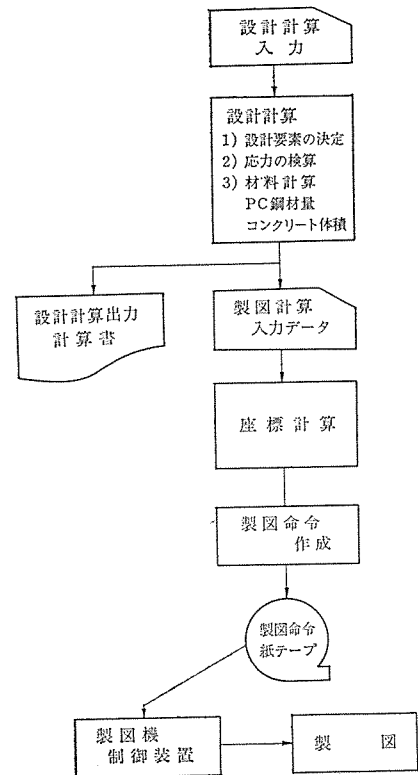 設計計算
入力
設計計算
1) 設計要素の決定
2) 応力の検算
3) 材料計算
PC鋼材量
コンクリート体積
設計計算出力
計算書
製図計算
入力データ
座標計算
製図命令
作成
製図命令
紙テープ
製図機
制御装置
製図